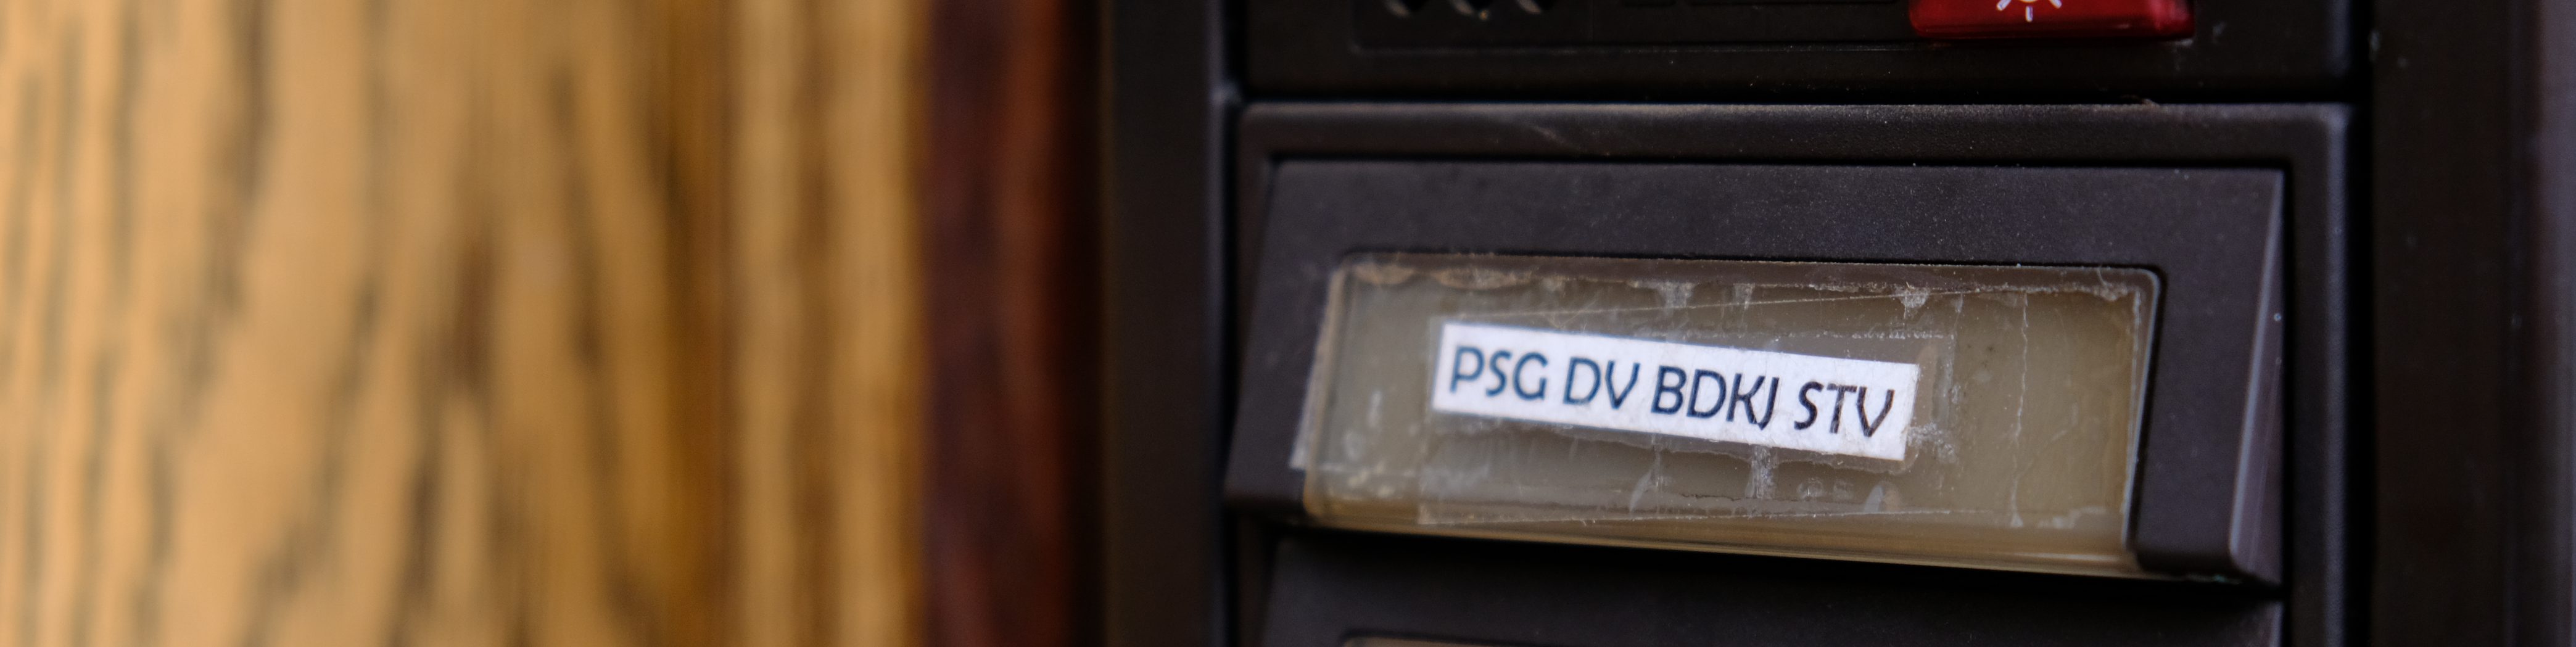 PSG DV BDKJ STV